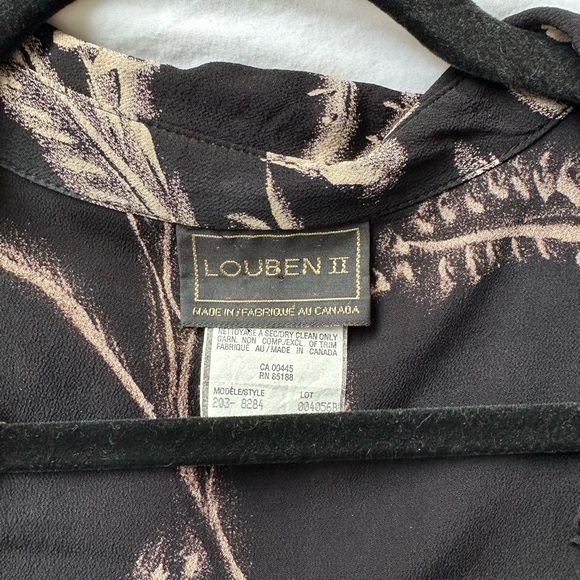 LOUBEN II
MADE IN / FABRIQUÉ AU CANADA
NETTOYAGE À SEC/DRY CLEAN ONLY
GARN. NON COMP/EXCL. OF TRIM
FABRIQUÉ AU/MADE IN CANADA
CA 00445
RN 85188
MODÈLE/STYLE LOT
203- 8284 004056B